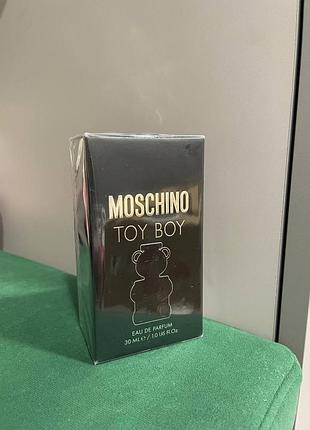 MOSCHINO
TOY BOY
EAU DE PARFUM
30 ML ℮ / 1.0 US FL.Oz